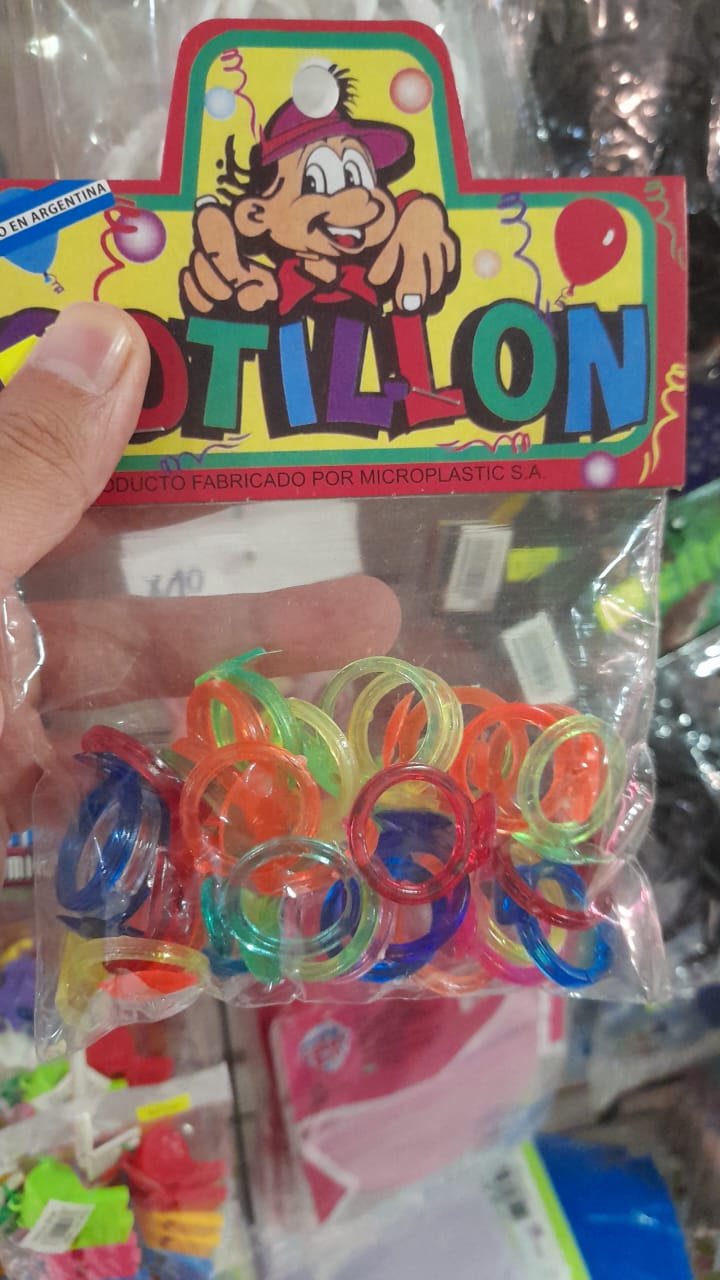 O EN ARGENTINA
OTILLON
ODUCTO FABRICADO POR MICROPLASTIC S.A.